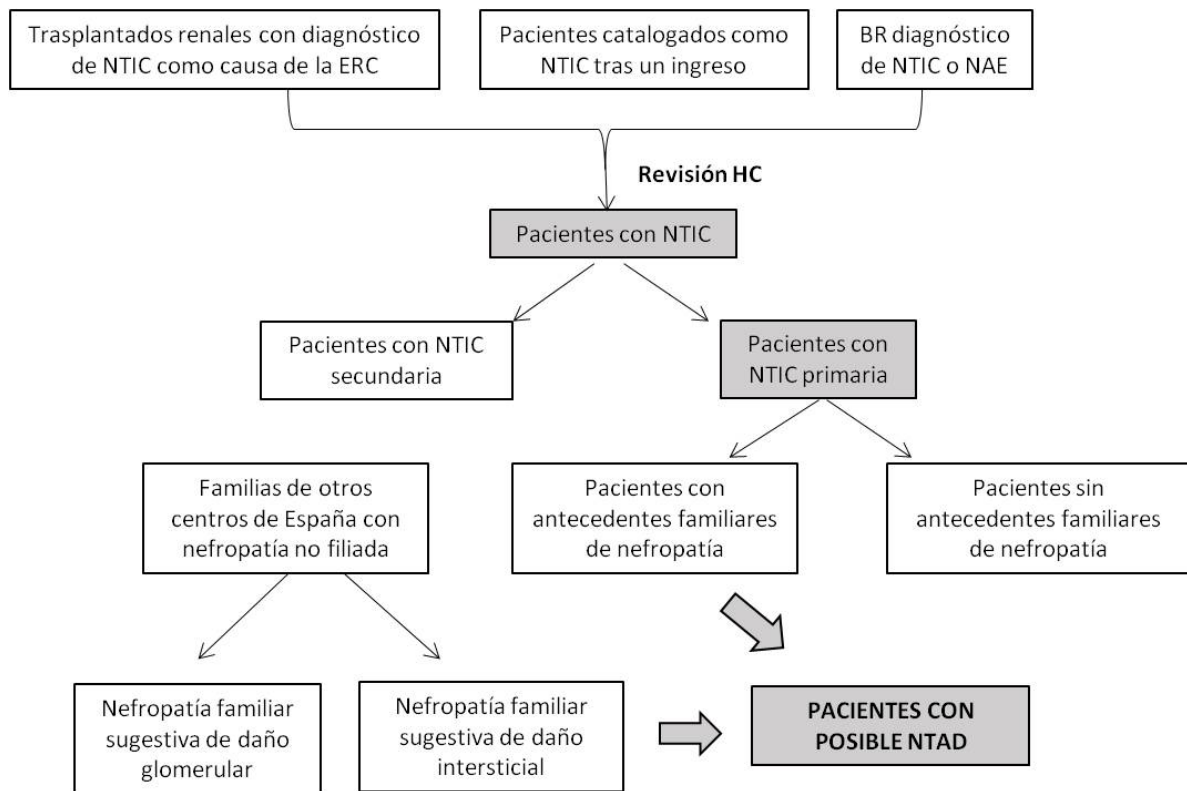 Trasplantados renales con diagnóstico
de NTIC como causa de la ERC
Pacientes catalogados como
NTIC tras un ingreso
BR diagnóstico
de NTIC o NAE
Revisión HC
Pacientes con NTIC
Pacientes con NTIC
secundaria
Pacientes con
NTIC primaria
Familias de otros
centros de España con
nefropatía no filiada
Pacientes con
antecedentes familiares
de nefropatía
Pacientes sin
antecedentes familiares
de nefropatía
Nefropatía familiar
sugestiva de daño
glomerular
Nefropatía familiar
sugestiva de daño
intersticial
PACIENTES CON
POSIBLE NTAD